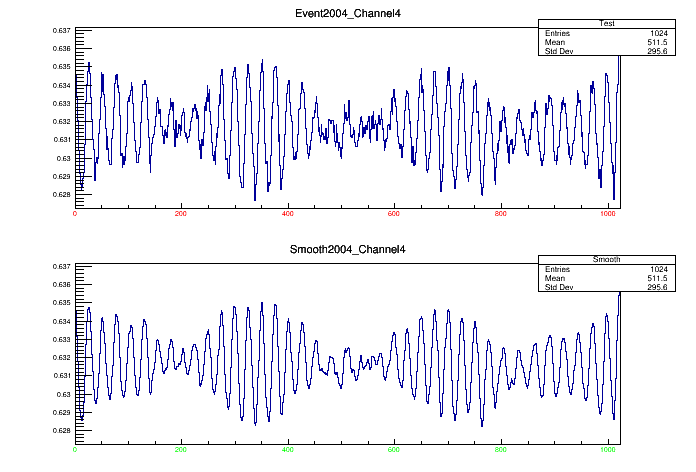 Event2004_Channel4
Test
Entries 1024
Mean 511.5
Std Dev 295.6
0.637
0.636
0.635
0.634
0.633
0.632
0.631
0.63
0.629
0.628
0 200 400 600 800 1000
Smooth2004_Channel4
Smooth
Entries 1024
Mean 511.5
Std Dev 295.6
0.637
0.636
0.635
0.634
0.633
0.632
0.631
0.63
0.629
0.628
0 200 400 600 800 1000